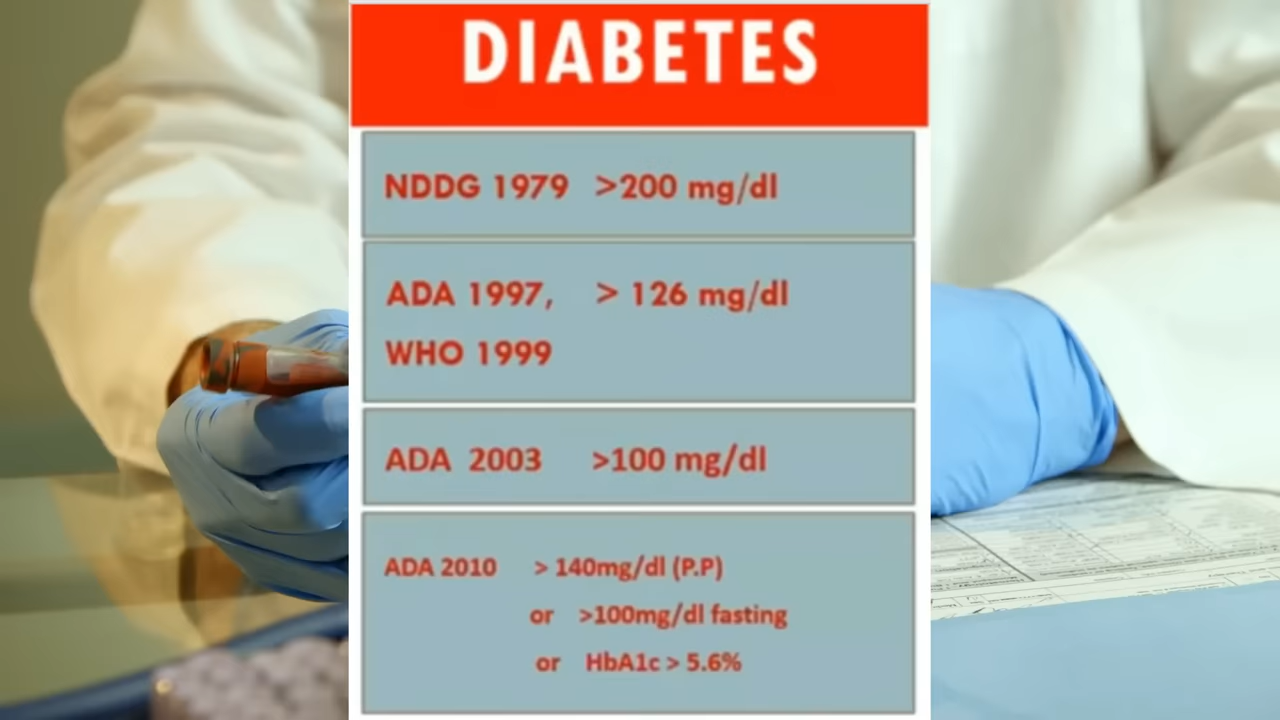 DIABETES
NDDG 1979 >200 mg/dl
ADA 1997, > 126 mg/dl
WHO 1999
ADA 2003 >100 mg/dl
ADA 2010 > 140mg/dl (P.P)
or >100mg/dl fasting
or HbA1c > 5.6%